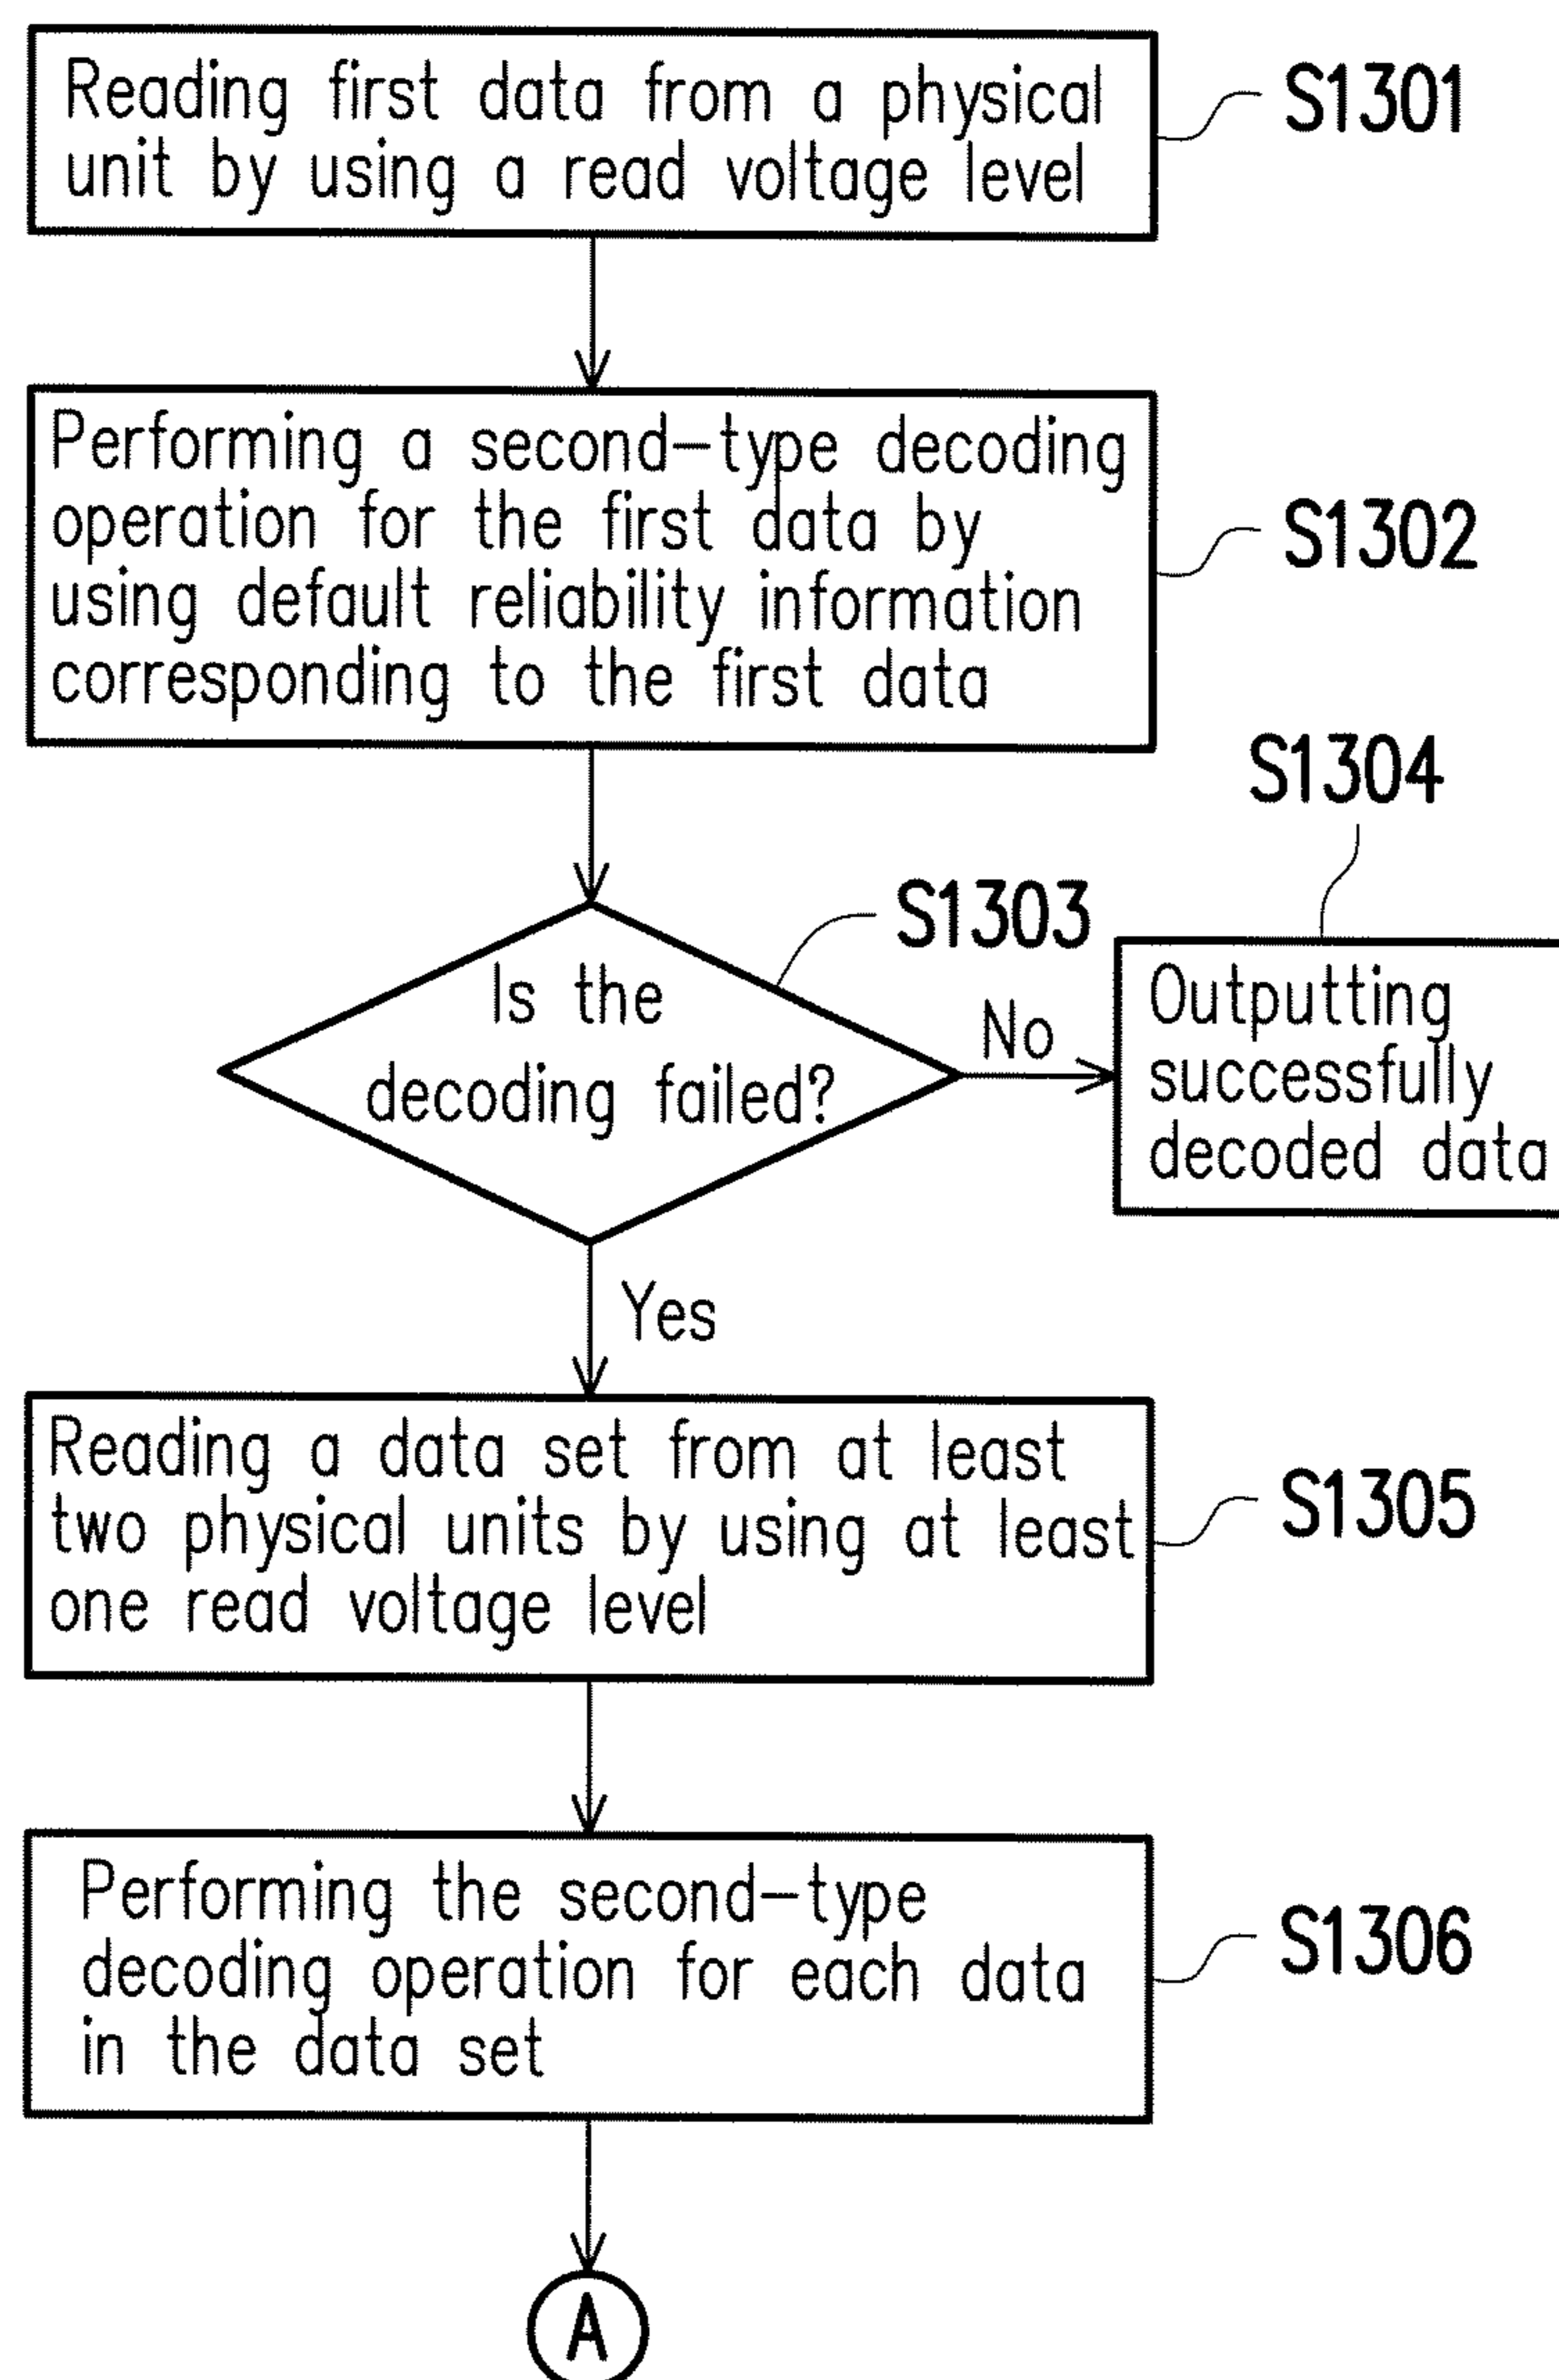 Reading first data from a physical
unit by using a read voltage level
S1301
Performing a second-type decoding
operation for the first data by
using default reliability information
corresponding to the first data
S1302
S1304
S1303
Is the
decoding failed?
No
Outputting
successfully
decoded data
Yes
Reading a data set from at least
two physical units by using at least
one read voltage level
S1305
Performing the second-type
decoding operation for each data
in the data set
S1306
A